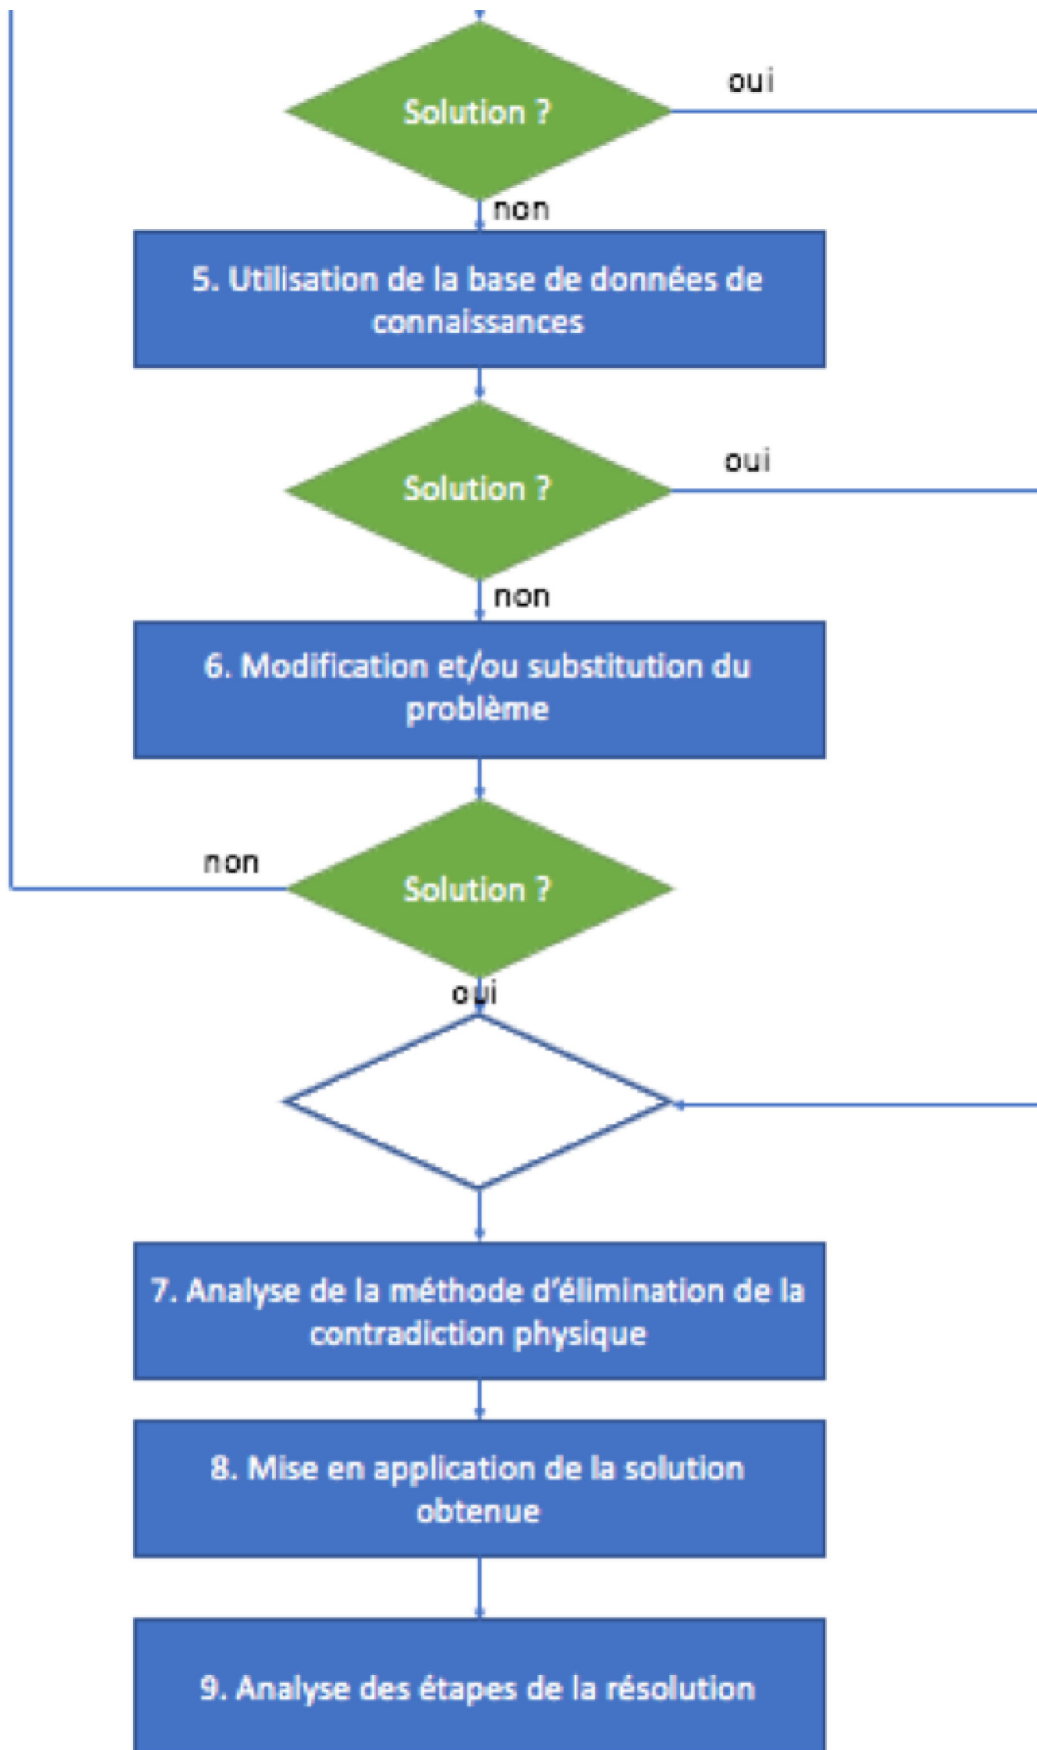 oui
Solution ?
non
5. Utilisation de la base de données de
connaissances
oui
Solution ?
non
6. Modification et/ou substitution du
problème
non
Solution ?
oui
7. Analyse de la méthode d'élimination de la
contradiction physique
8. Mise en application de la solution
obtenue
9. Analyse des étapes de la résolution